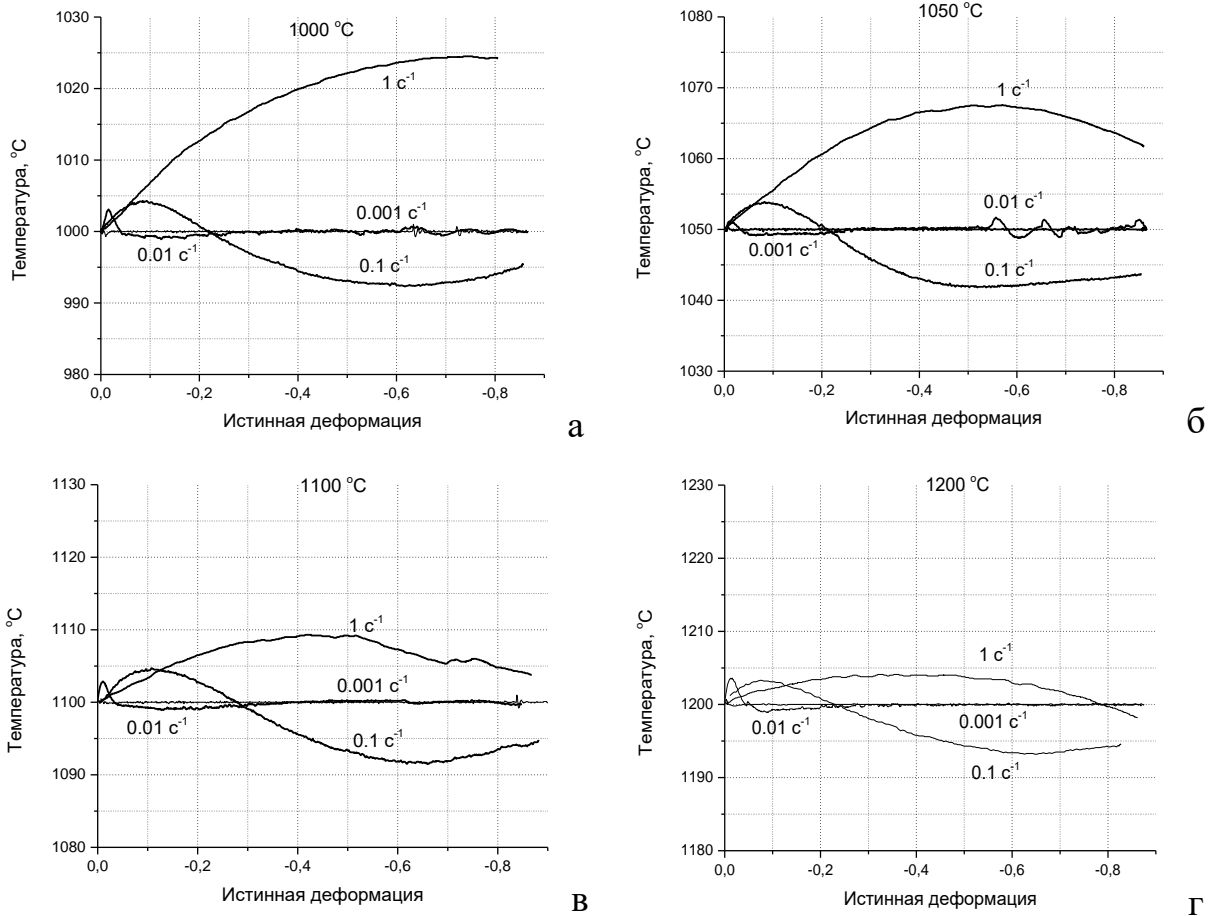 1000 °C
Температура, °C
1030
1020
1010
1000
990
980
1 c⁻¹
0.001 c⁻¹
0.01 c⁻¹
0.1 c⁻¹
0,0 -0,2 -0,4 -0,6 -0,8
Истинная деформация
а
1050 °C
Температура, °C
1080
1070
1060
1050
1040
1030
1 c⁻¹
0.01 c⁻¹
0.001 c⁻¹
0.1 c⁻¹
0,0 -0,2 -0,4 -0,6 -0,8
Истинная деформация
б
1100 °C
Температура, °C
1130
1120
1110
1100
1090
1080
1 c⁻¹
0.001 c⁻¹
0.01 c⁻¹
0.1 c⁻¹
0,0 -0,2 -0,4 -0,6 -0,8
Истинная деформация
в
1200 °C
Температура, °C
1230
1220
1210
1200
1190
1180
1 c⁻¹
0.001 c⁻¹
0.01 c⁻¹
0.1 c⁻¹
0,0 -0,2 -0,4 -0,6 -0,8
Истинная деформация
г